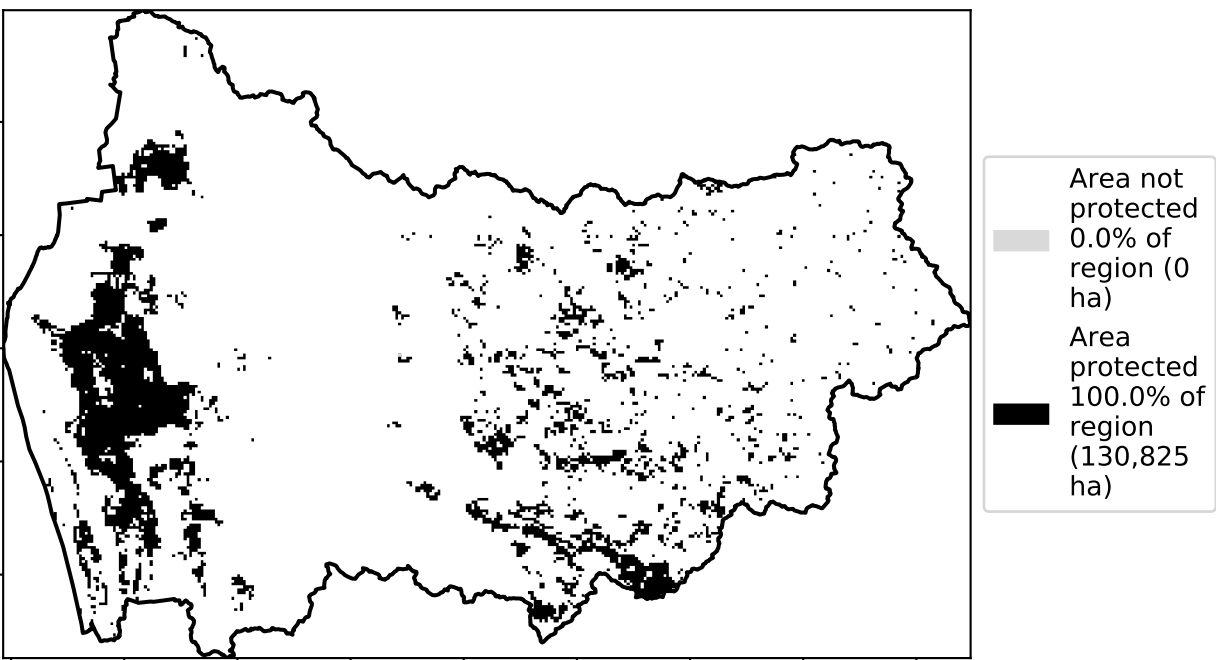 Area not
protected
0.0% of
region (0
ha)
Area
protected
100.0% of
region
(130,825
ha)